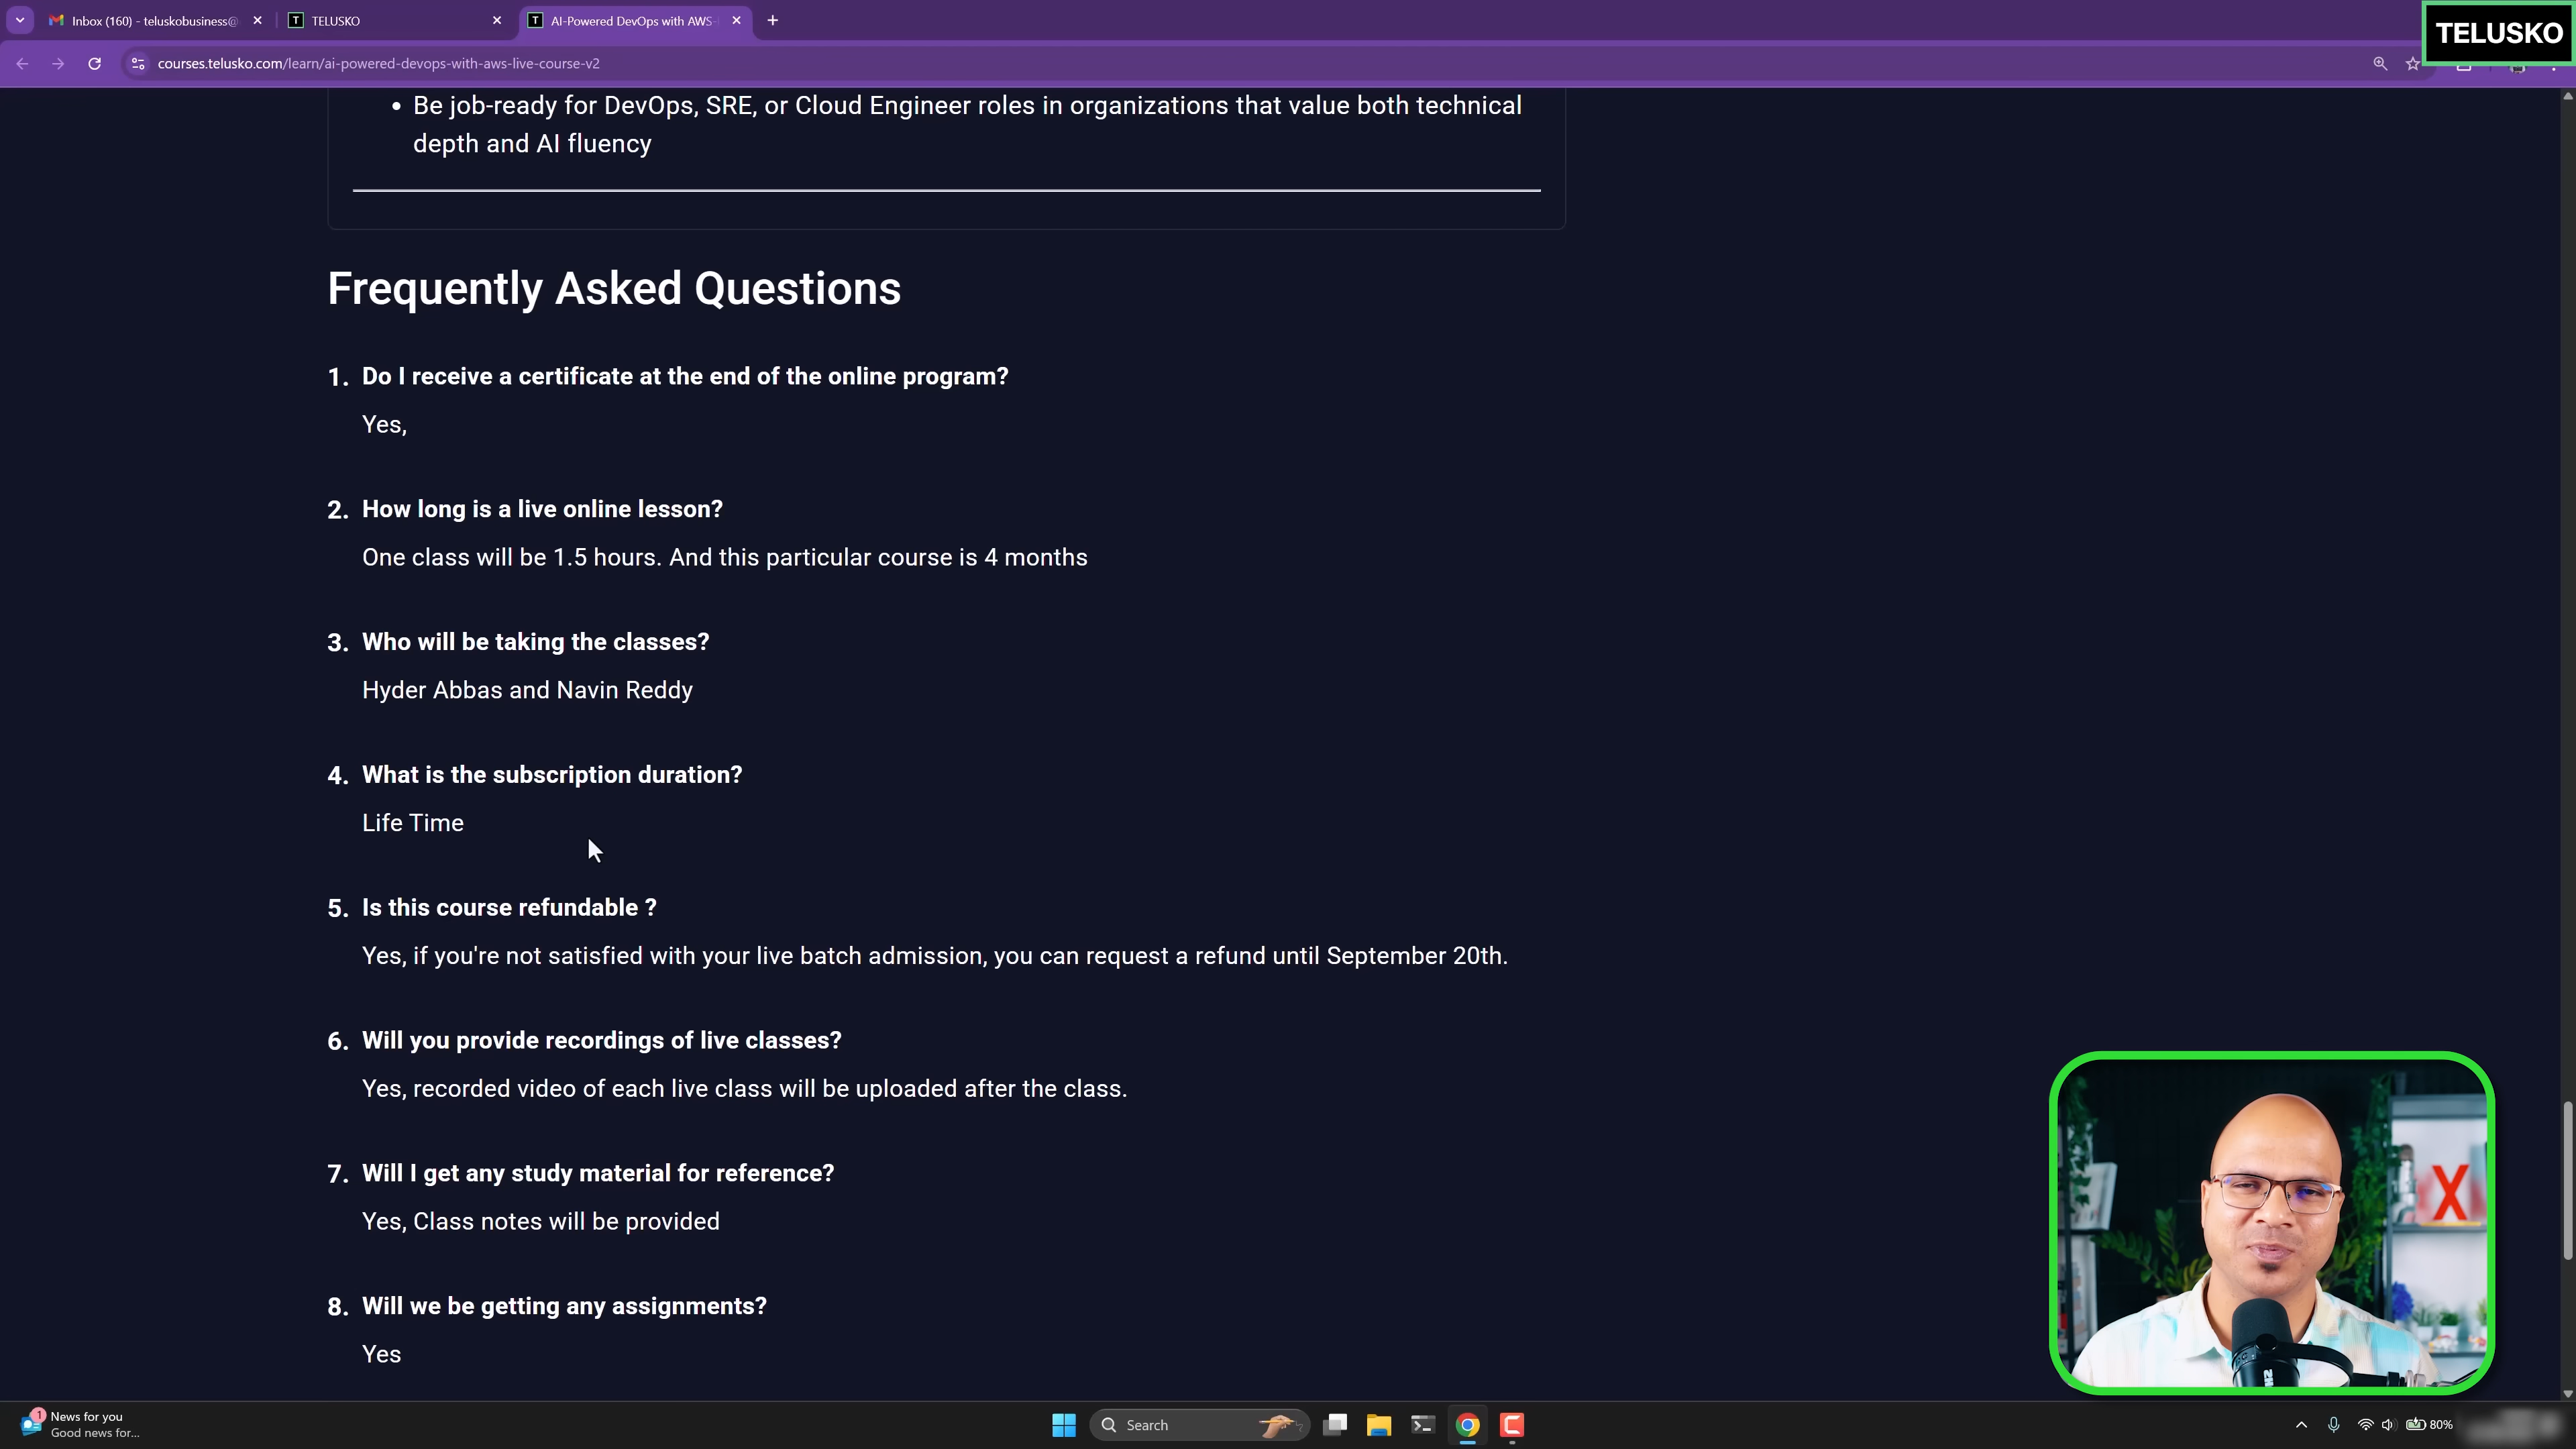 Inbox (160) - teluskobusiness@
TELUSKO
AI-Powered DevOps with AWS-
TELUSKO
courses.telusko.com/learn/ai-powered-devops-with-aws-live-course-v2
• Be job-ready for DevOps, SRE, or Cloud Engineer roles in organizations that value both technical
depth and AI fluency
Frequently Asked Questions
1. Do I receive a certificate at the end of the online program?
Yes,
2. How long is a live online lesson?
One class will be 1.5 hours. And this particular course is 4 months
3. Who will be taking the classes?
Hyder Abbas and Navin Reddy
4. What is the subscription duration?
Life Time
5. Is this course refundable ?
Yes, if you're not satisfied with your live batch admission, you can request a refund until September 20th.
6. Will you provide recordings of live classes?
Yes, recorded video of each live class will be uploaded after the class.
7. Will I get any study material for reference?
Yes, Class notes will be provided
8. Will we be getting any assignments?
Yes
X
1
News for you
Good news for...
Search
80%